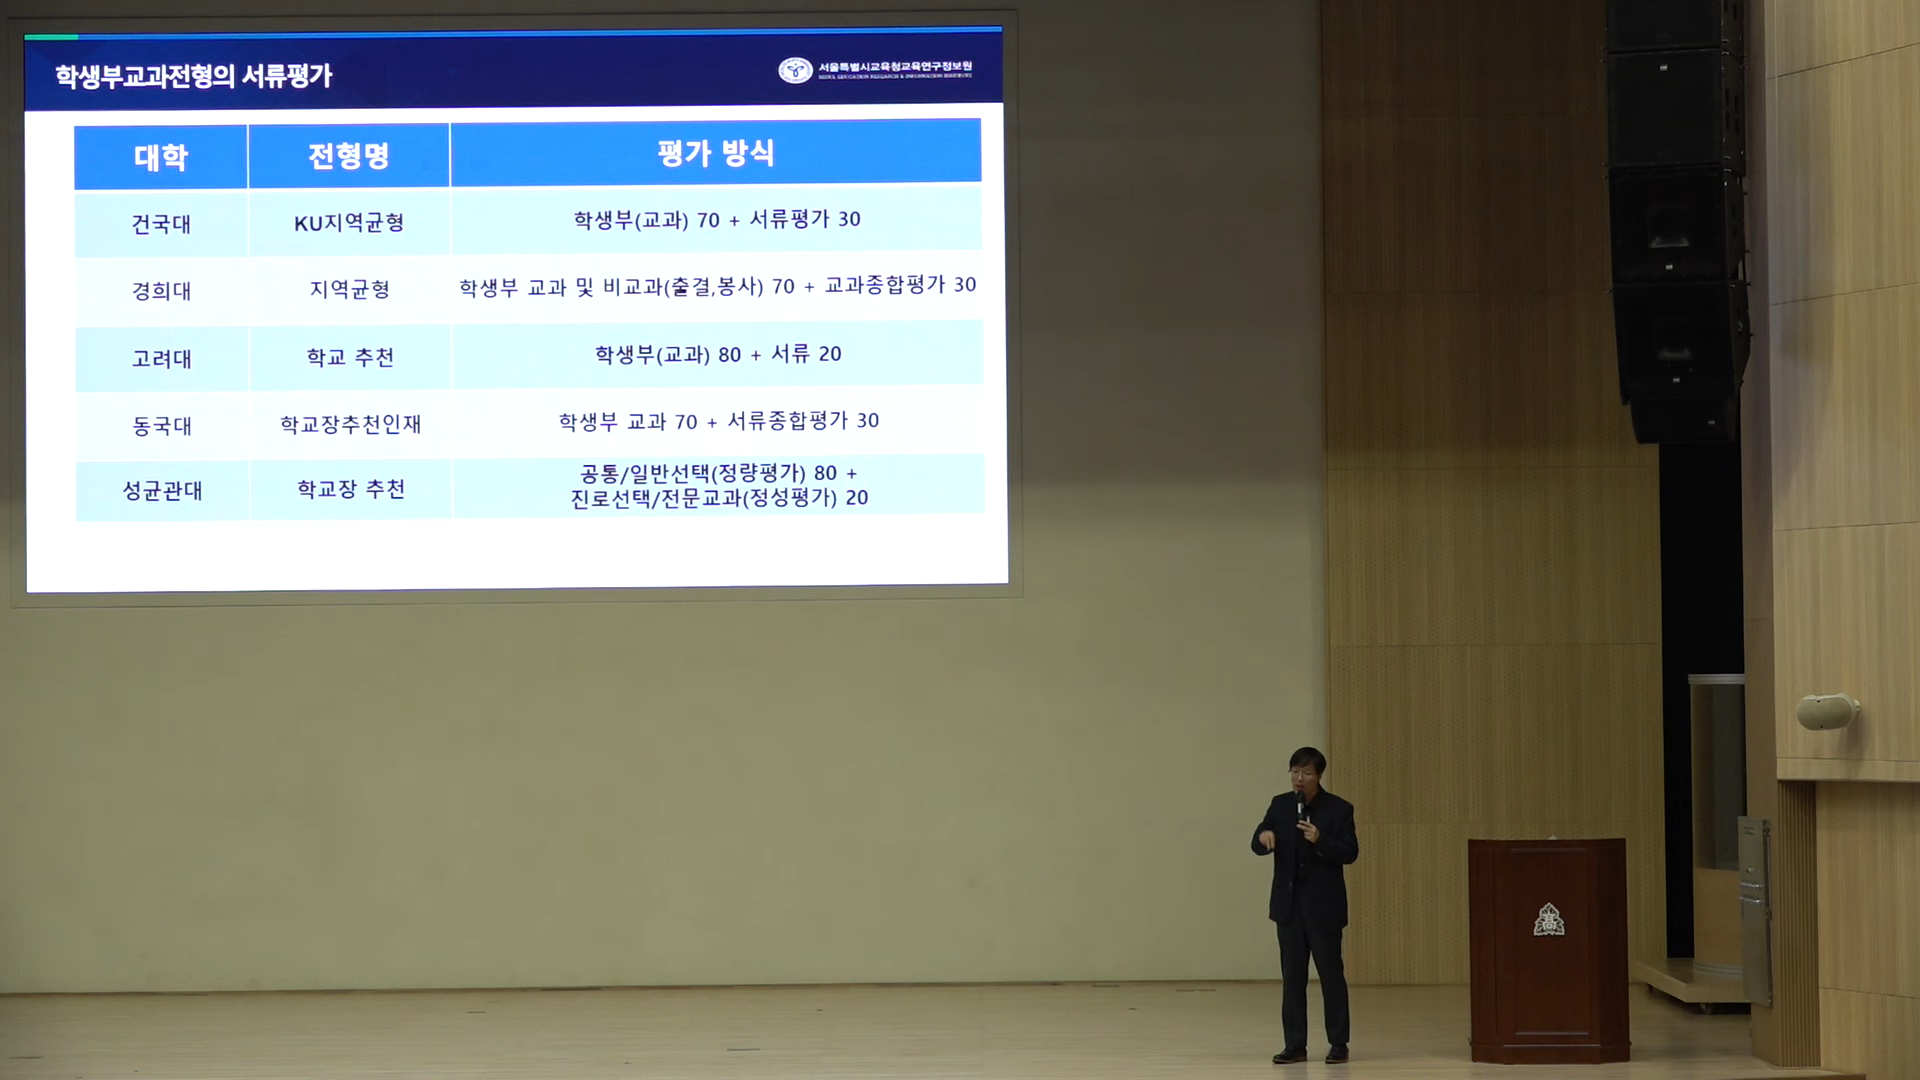 학생부교과전형의 서류평가
서울특별시교육청교육연구정보원
SEOUL EDUCATION RESEARCH & INFORMATION INSTITUTE
대학 전형명 평가 방식
건국대 KU지역균형 학생부(교과) 70 + 서류평가 30
경희대 지역균형 학생부 교과 및 비교과(출결,봉사) 70 + 교과종합평가 30
고려대 학교 추천 학생부(교과) 80 + 서류 20
동국대 학교장추천인재 학생부 교과 70 + 서류종합평가 30
성균관대 학교장 추천 공통/일반선택(정량평가) 80 +
진로선택/전문교과(정성평가) 20
高